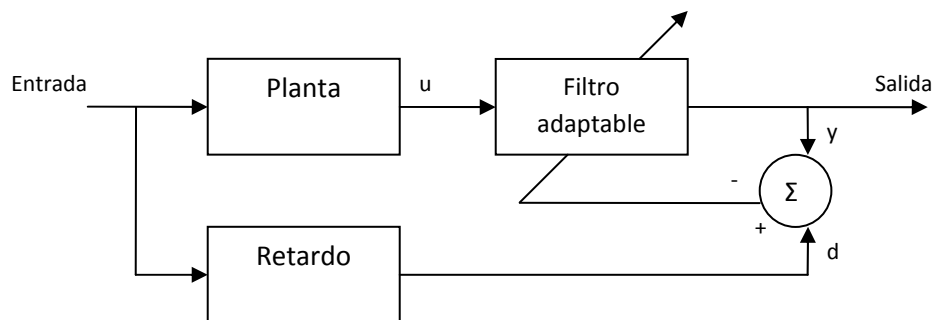 Entrada
Planta
u
Filtro
adaptable
Salida
y
-
Σ
+
Retardo
d